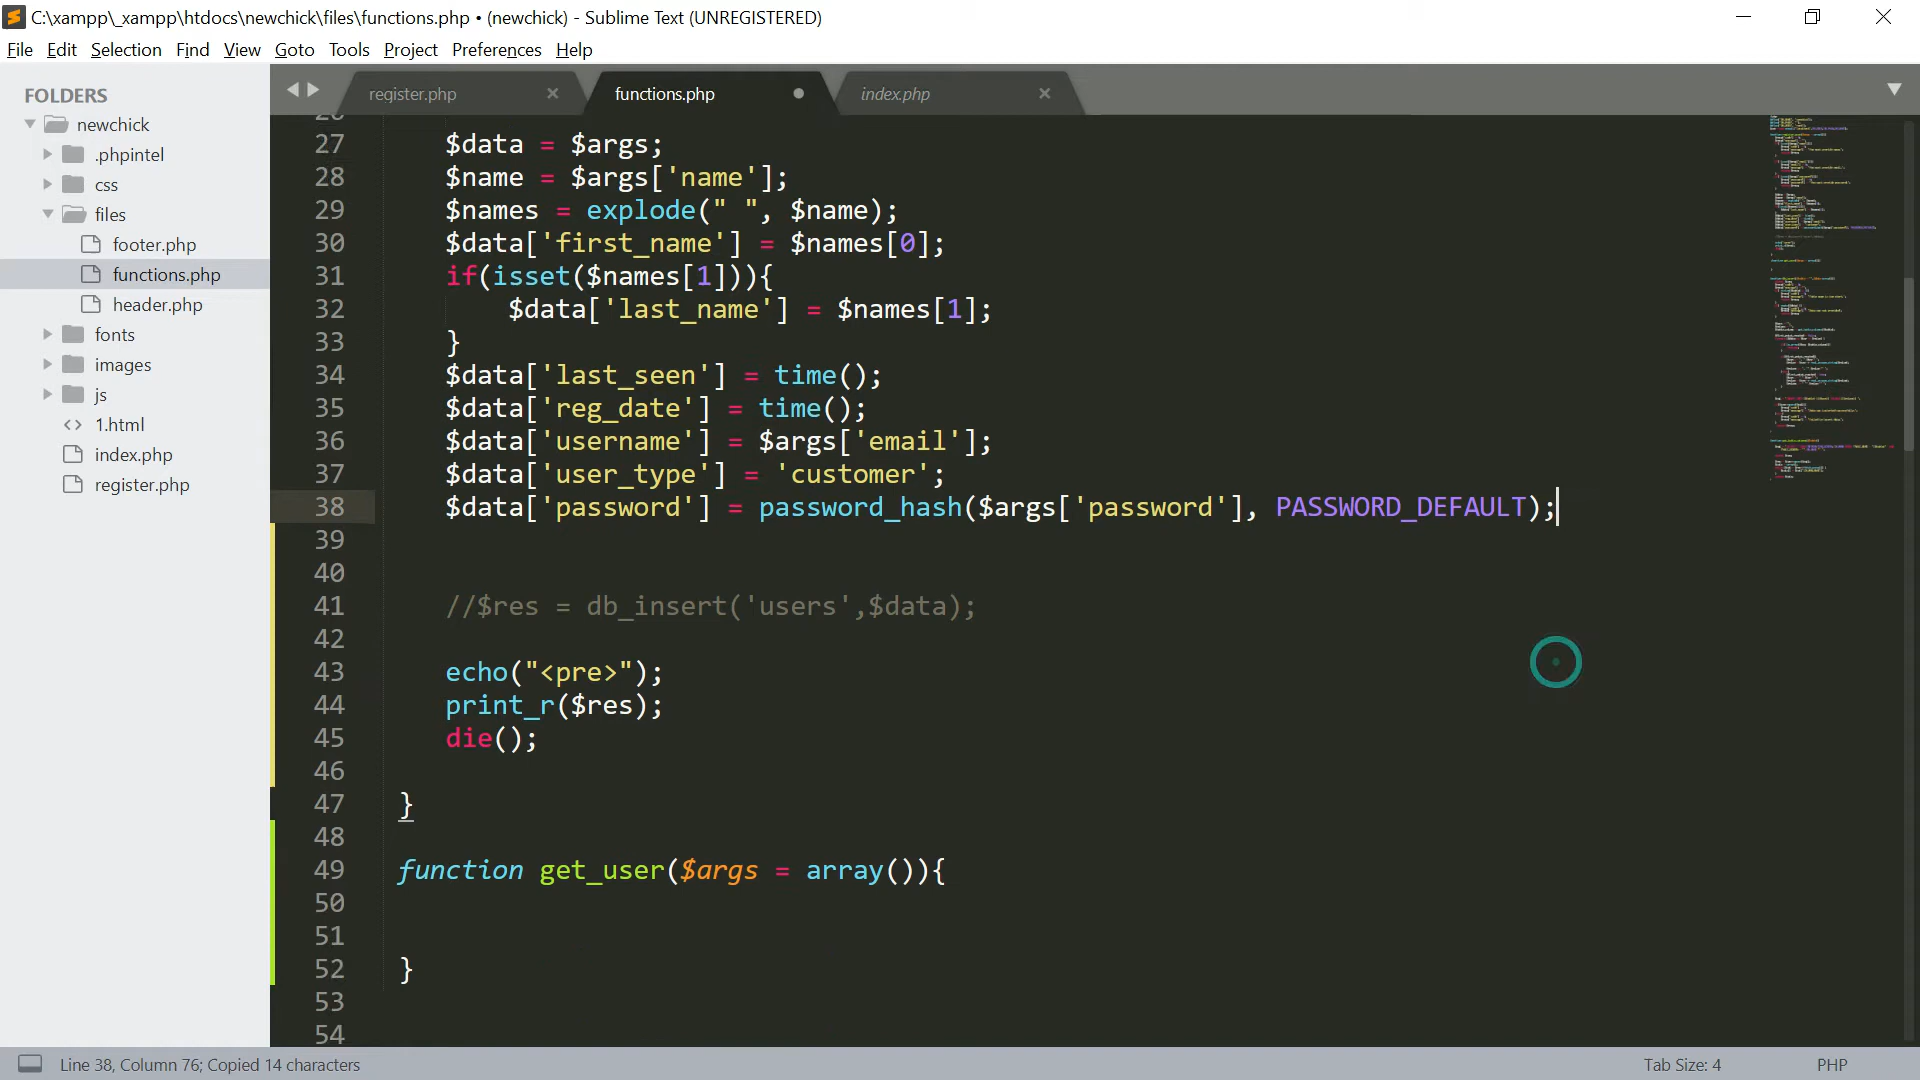 C:\xampp\_xampp\htdocs\newchick\files\functions.php • (newchick) - Sublime Text (UNREGISTERED)
File Edit Selection Find View Goto Tools Project Preferences Help
FOLDERS
newchick
.phpintel
css
files
footer.php
functions.php
header.php
fonts
images
js
<> 1.html
index.php
register.php
register.php × functions.php • index.php ×
27 $data = $args;
28 $name = $args['name'];
29 $names = explode(" ", $name);
30 $data['first_name'] = $names[0];
31 if(isset($names[1])){
32 $data['last_name'] = $names[1];
33 }
34 $data['last_seen'] = time();
35 $data['reg_date'] = time();
36 $data['username'] = $args['email'];
37 $data['user_type'] = 'customer';
38 $data['password'] = password_hash($args['password'], PASSWORD_DEFAULT);
39
40
41 //$res = db_insert('users',$data);
42
43 echo("<pre>");
44 print_r($res);
45 die();
46
47 }
48
49 function get_user($args = array()){
50
51
52 }
53
54
Line 38, Column 76; Copied 14 characters
Tab Size: 4 PHP